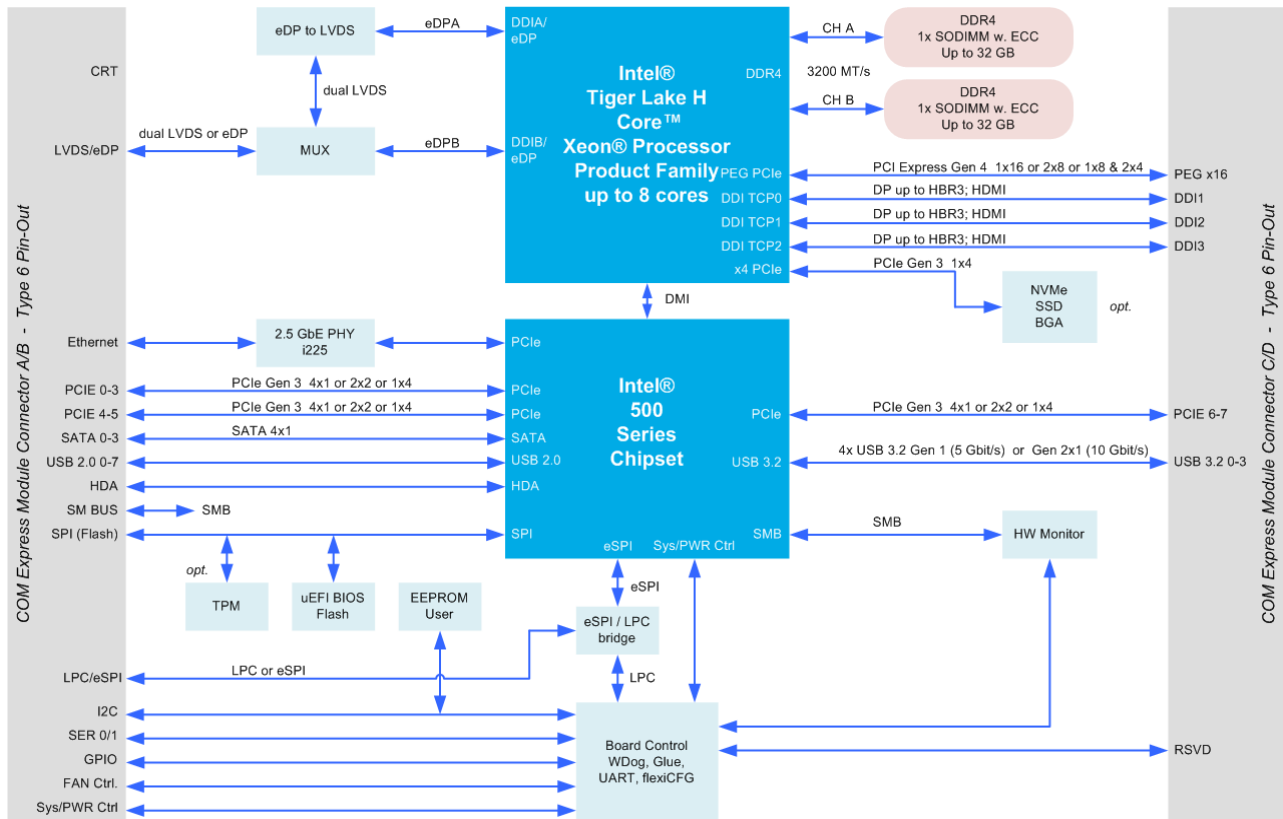 COM Express Module Connector A/B - Type 6 Pin-Out
CRT
LVDS/eDP
Ethernet
PCIE 0-3
PCIE 4-5
SATA 0-3
USB 2.0 0-7
HDA
SM BUS
SPI (Flash)
LPC/eSPI
I2C
SER 0/1
GPIO
FAN Ctrl.
Sys/PWR Ctrl
eDP to LVDS
eDPA
dual LVDS
dual LVDS or eDP
MUX
eDPB
DDIA/
eDP
DDIB/
eDP
Intel®
Tiger Lake H
Core™
Xeon® Processor
Product Family
up to 8 cores
DDR4
PEG PCIe
DDI TCP0
DDI TCP1
DDI TCP2
x4 PCIe
CH A
3200 MT/s
CH B
DDR4
1x SODIMM w. ECC
Up to 32 GB
DDR4
1x SODIMM w. ECC
Up to 32 GB
PCI Express Gen 4 1x16 or 2x8 or 1x8 & 2x4
DP up to HBR3; HDMI
DP up to HBR3; HDMI
DP up to HBR3; HDMI
PCIe Gen 3 1x4
NVMe
SSD
BGA
opt.
DMI
2.5 GbE PHY
i225
PCIe Gen 3 4x1 or 2x2 or 1x4
PCIe Gen 3 4x1 or 2x2 or 1x4
SATA 4x1
SMB
PCIe
PCIe
PCIe
SATA
USB 2.0
HDA
SPI
Intel®
500
Series
Chipset
PCIe
USB 3.2
SMB
eSPI
Sys/PWR Ctrl
PCIe Gen 3 4x1 or 2x2 or 1x4
4x USB 3.2 Gen 1 (5 Gbit/s) or Gen 2x1 (10 Gbit/s)
SMB
HW Monitor
opt.
TPM
uEFI BIOS
Flash
EEPROM
User
eSPI
eSPI / LPC
bridge
LPC or eSPI
LPC
Board Control
WDog, Glue,
UART, flexiCFG
PEG x16
DDI1
DDI2
DDI3
PCIE 6-7
USB 3.2 0-3
RSVD
COM Express Module Connector C/D - Type 6 Pin-Out